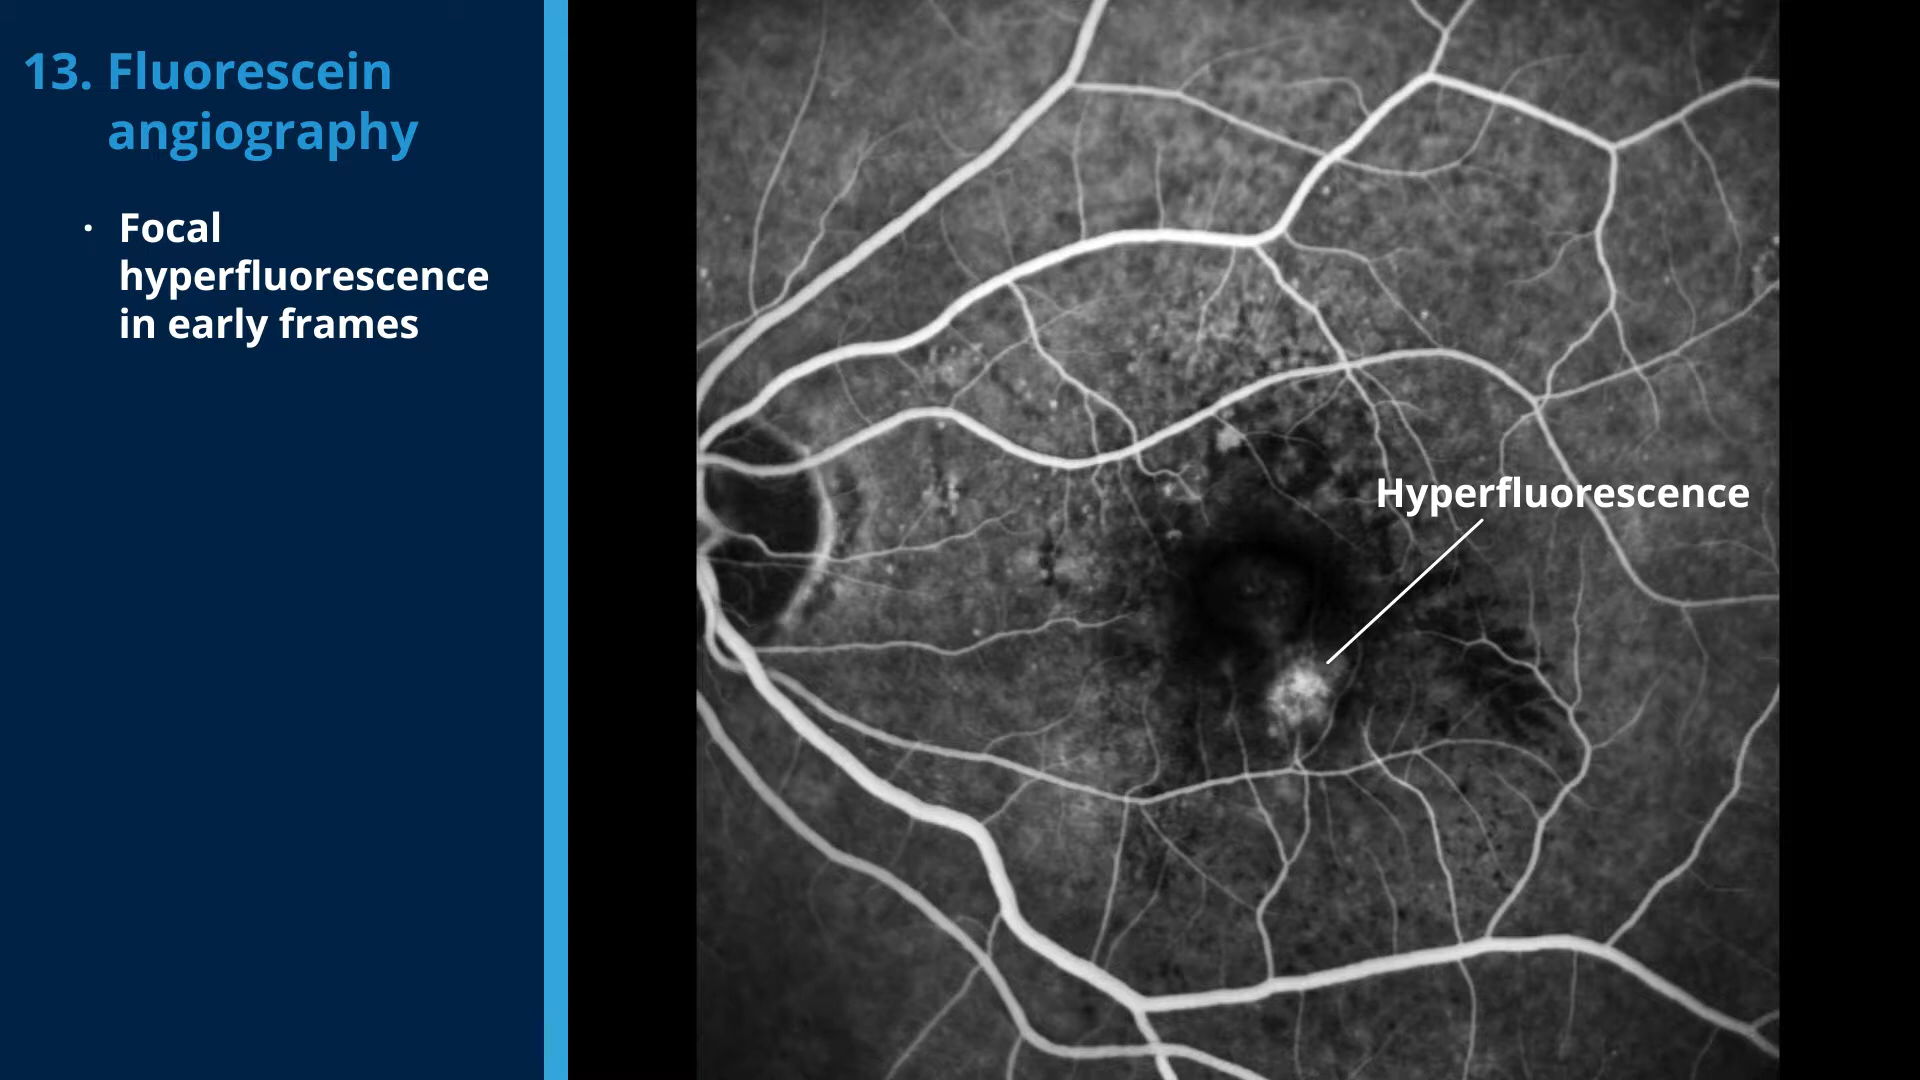 13. Fluorescein
angiography
· Focal
hyperfluorescence
in early frames
Hyperfluorescence